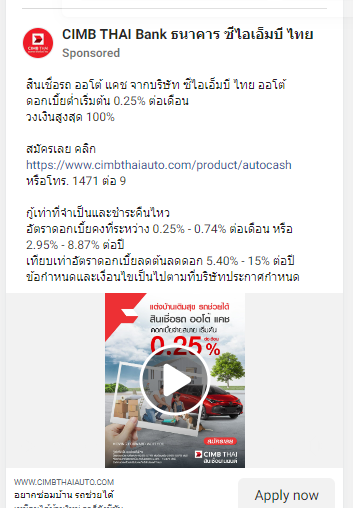 CIMB THAI Bank ธนาคาร ซีไอเอ็มบี ไทย
Sponsored
สินเชื่อรถ ออโต้ แคช จากบริษัท ซีไอเอ็มบี ไทย ออโต้
ดอกเบี้ยต่ำเริ่มต้น 0.25% ต่อเดือน
วงเงินสูงสุด 100%
สมัครเลย คลิก
https://www.cimbthaiauto.com/product/autocash
หรือโทร. 1471 ต่อ 9
กู้เท่าที่จำเป็นและชำระคืนไหว
อัตราดอกเบี้ยคงที่ระหว่าง 0.25% - 0.74% ต่อเดือน หรือ
2.95% - 8.87% ต่อปี
เทียบเท่าอัตราดอกเบี้ยลดต้นลดดอก 5.40% - 15% ต่อปี
ข้อกำหนดและเงื่อนไขเป็นไปตามที่บริษัทประกาศกำหนด
แต่งบ้านเติมสุข รถช่วยได้
สินเชื่อรถ ออโต้ แคช
ดอกเบี้ยจ่ายสบาย เริ่มต้น
0.25%
ต่อเดือน
สมัครเลย
CIMB THAI
WWW.CIMBTHAIAUTO.COM
อยากซ่อมบ้าน รถช่วยได้
Apply now